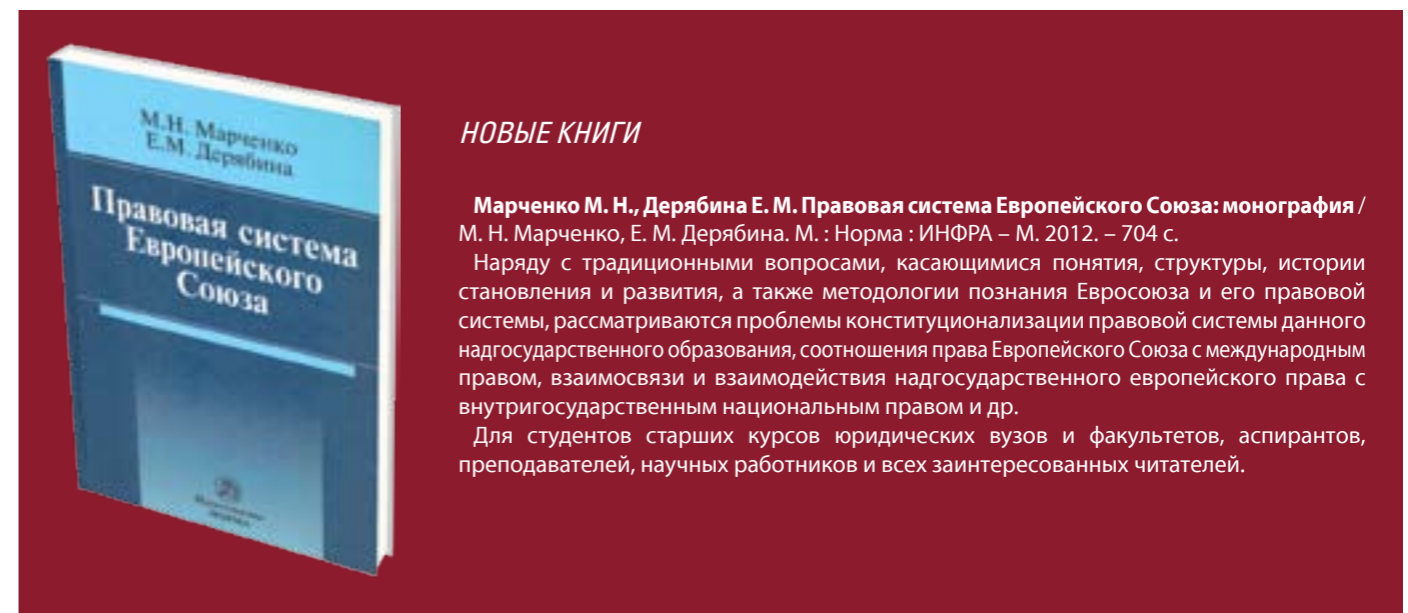 М.Н. Марченко
Е.М. Дерябина
Правовая система
Европейского
Союза
НОВЫЕ КНИГИ
Марченко М. Н., Дерябина Е. М. Правовая система Европейского Союза: монография /
М. Н. Марченко, Е. М. Дерябина. М. : Норма : ИНФРА – М. 2012. – 704 с.
Наряду с традиционными вопросами, касающимися понятия, структуры, истории
становления и развития, а также методологии познания Евросоюза и его правовой
системы, рассматриваются проблемы конституционализации правовой системы данного
надгосударственного образования, соотношения права Европейского Союза с международным
правом, взаимосвязи и взаимодействия надгосударственного европейского права с
внутригосударственным национальным правом и др.
Для студентов старших курсов юридических вузов и факультетов, аспирантов,
преподавателей, научных работников и всех заинтересованных читателей.